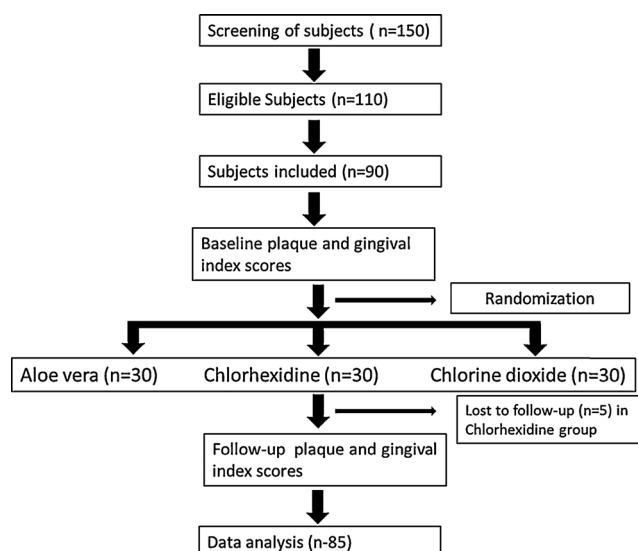 Screening of subjects ( n=150)
Eligible Subjects (n=110)
Subjects included (n=90)
Baseline plaque and gingival
index scores
Randomization
Aloe vera (n=30) Chlorhexidine (n=30) Chlorine dioxide (n=30)
Lost to follow-up (n=5) in
Chlorhexidine group
Follow-up plaque and gingival
index scores
Data analysis (n-85)